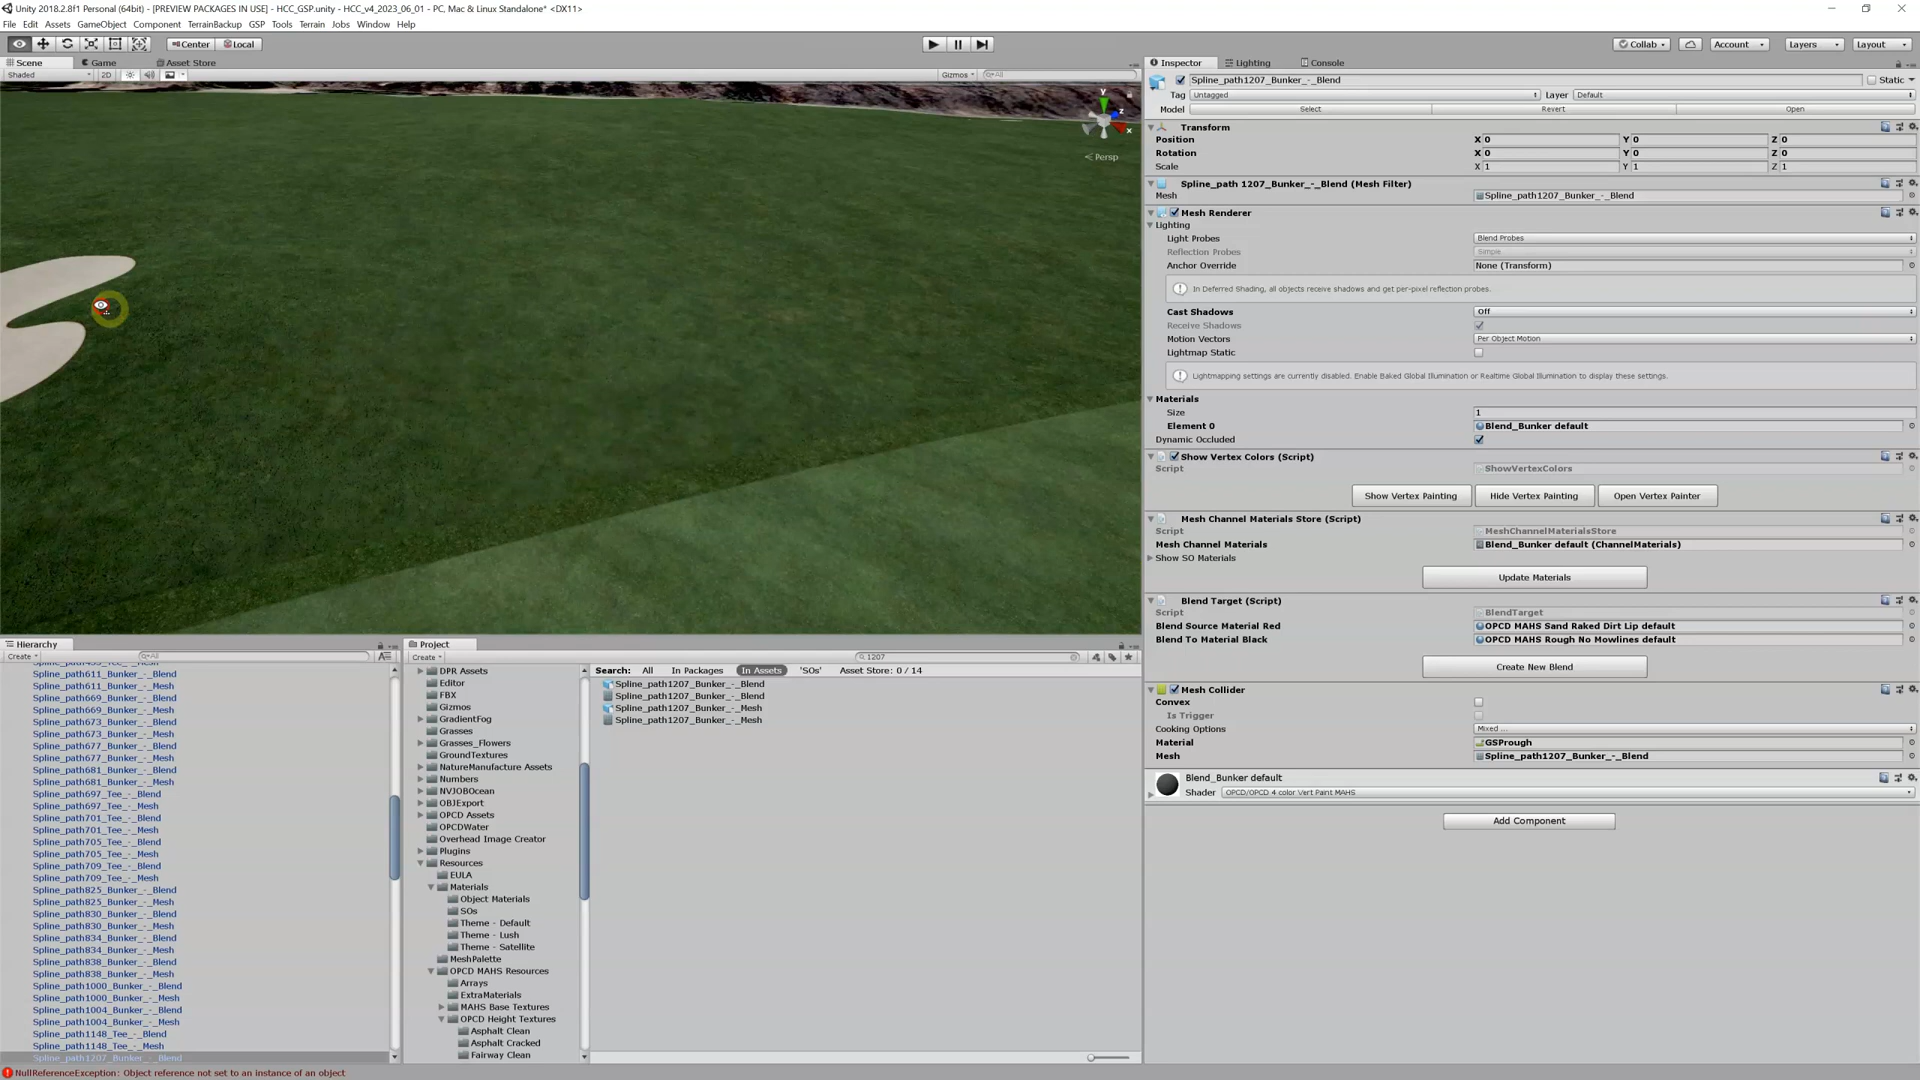 Unity 2018.2.8f1 Personal (64bit) - [PREVIEW PACKAGES IN USE] - HCC_GSP.unity - HCC_v4_2023_06_01 - PC, Mac & Linux Standalone* <DX11>
File Edit Assets GameObject Component TerrainBackup GSP Tools Terrain Jobs Window Help
Center Local Collab Account Layers Layout
Scene Game Asset Store
Shaded 2D Gizmos All
y
z
x
Persp
Inspector Lighting Console
Spline_path1207_Bunker_-_Blend Static
Tag Untagged Layer Default
Model Select Revert Open
Transform
Position X 0 Y 0 Z 0
Rotation X 0 Y 0 Z 0
Scale X 1 Y 1 Z 1
Spline_path 1207_Bunker_-_Blend (Mesh Filter)
Mesh Spline_path1207_Bunker_-_Blend
Mesh Renderer
Lighting
Light Probes Blend Probes
Reflection Probes Simple
Anchor Override None (Transform)
In Deferred Shading, all objects receive shadows and get per-pixel reflection probes.
Cast Shadows Off
Receive Shadows
Motion Vectors Per Object Motion
Lightmap Static
Lightmapping settings are currently disabled. Enable Baked Global Illumination or Realtime Global Illumination to display these settings.
Materials
Size 1
Element 0 Blend_Bunker default
Dynamic Occluded
Show Vertex Colors (Script)
Script ShowVertexColors
Show Vertex Painting Hide Vertex Painting Open Vertex Painter
Mesh Channel Materials Store (Script)
Script MeshChannelMaterialsStore
Mesh Channel Materials Blend_Bunker default (ChannelMaterials)
Show SO Materials
Update Materials
Blend Target (Script)
Script BlendTarget
Blend Source Material Red OPCD MAHS Sand Raked Dirt Lip default
Blend To Material Black OPCD MAHS Rough No Mowlines default
Create New Blend
Mesh Collider
Convex
Is Trigger
Cooking Options Mixed ...
Material GSPrough
Mesh Spline_path1207_Bunker_-_Blend
Blend_Bunker default
Shader OPCD/OPCD 4 color Vert Paint MAHS
Add Component
Hierarchy
Create All
Spline_path611_Bunker_-_Blend
Spline_path611_Bunker_-_Mesh
Spline_path669_Bunker_-_Blend
Spline_path669_Bunker_-_Mesh
Spline_path673_Bunker_-_Blend
Spline_path673_Bunker_-_Mesh
Spline_path677_Bunker_-_Blend
Spline_path677_Bunker_-_Mesh
Spline_path681_Bunker_-_Blend
Spline_path681_Bunker_-_Mesh
Spline_path697_Tee_-_Blend
Spline_path697_Tee_-_Mesh
Spline_path701_Tee_-_Blend
Spline_path701_Tee_-_Mesh
Spline_path705_Tee_-_Blend
Spline_path705_Tee_-_Mesh
Spline_path709_Tee_-_Blend
Spline_path709_Tee_-_Mesh
Spline_path825_Bunker_-_Blend
Spline_path825_Bunker_-_Mesh
Spline_path830_Bunker_-_Blend
Spline_path830_Bunker_-_Mesh
Spline_path834_Bunker_-_Blend
Spline_path834_Bunker_-_Mesh
Spline_path838_Bunker_-_Blend
Spline_path838_Bunker_-_Mesh
Spline_path1000_Bunker_-_Blend
Spline_path1000_Bunker_-_Mesh
Spline_path1004_Bunker_-_Blend
Spline_path1004_Bunker_-_Mesh
Spline_path1148_Tee_-_Blend
Spline_path1148_Tee_-_Mesh
Spline_path1207_Bunker_-_Blend
Project
Create 1207
DPR Assets
Editor
FBX
Gizmos
GradientFog
Grasses
Grasses_Flowers
GroundTextures
NatureManufacture Assets
Numbers
NVJOBOcean
OBJExport
OPCD Assets
OPCDWater
Overhead Image Creator
Plugins
Resources
EULA
Materials
Object Materials
SOs
Theme - Default
Theme - Lush
Theme - Satellite
MeshPalette
OPCD MAHS Resources
Arrays
ExtraMaterials
MAHS Base Textures
OPCD Height Textures
Asphalt Clean
Asphalt Cracked
Fairway Clean
Search: All In Packages In Assets 'SOs' Asset Store: 0 / 14
Spline_path1207_Bunker_-_Blend
Spline_path1207_Bunker_-_Blend
Spline_path1207_Bunker_-_Mesh
Spline_path1207_Bunker_-_Mesh
NullReferenceException: Object reference not set to an instance of an object